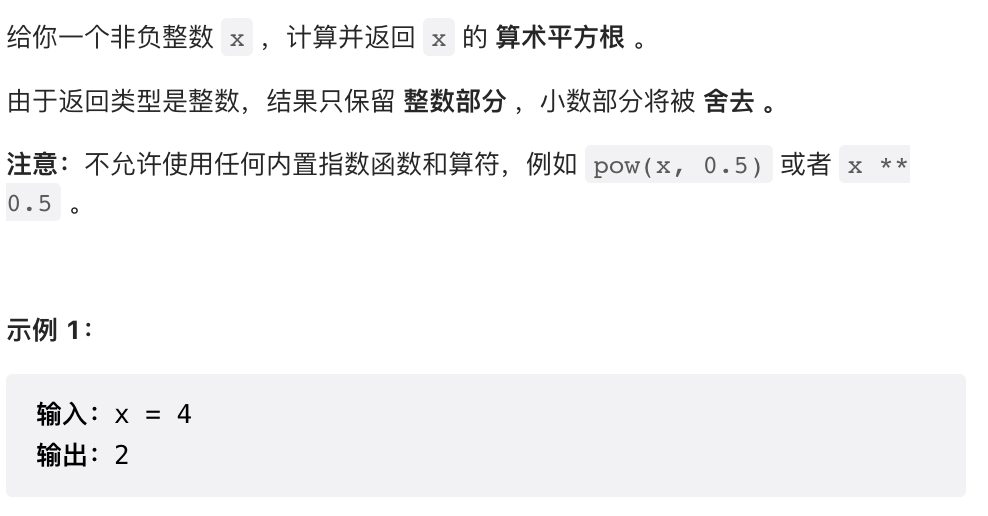 给你一个非负整数 x ，计算并返回 x 的 算术平方根 。
由于返回类型是整数，结果只保留 整数部分 ，小数部分将被 舍去 。
注意：不允许使用任何内置指数函数和算符，例如 pow(x, 0.5) 或者 x **
0.5 。
示例 1：
输入：x = 4
输出：2